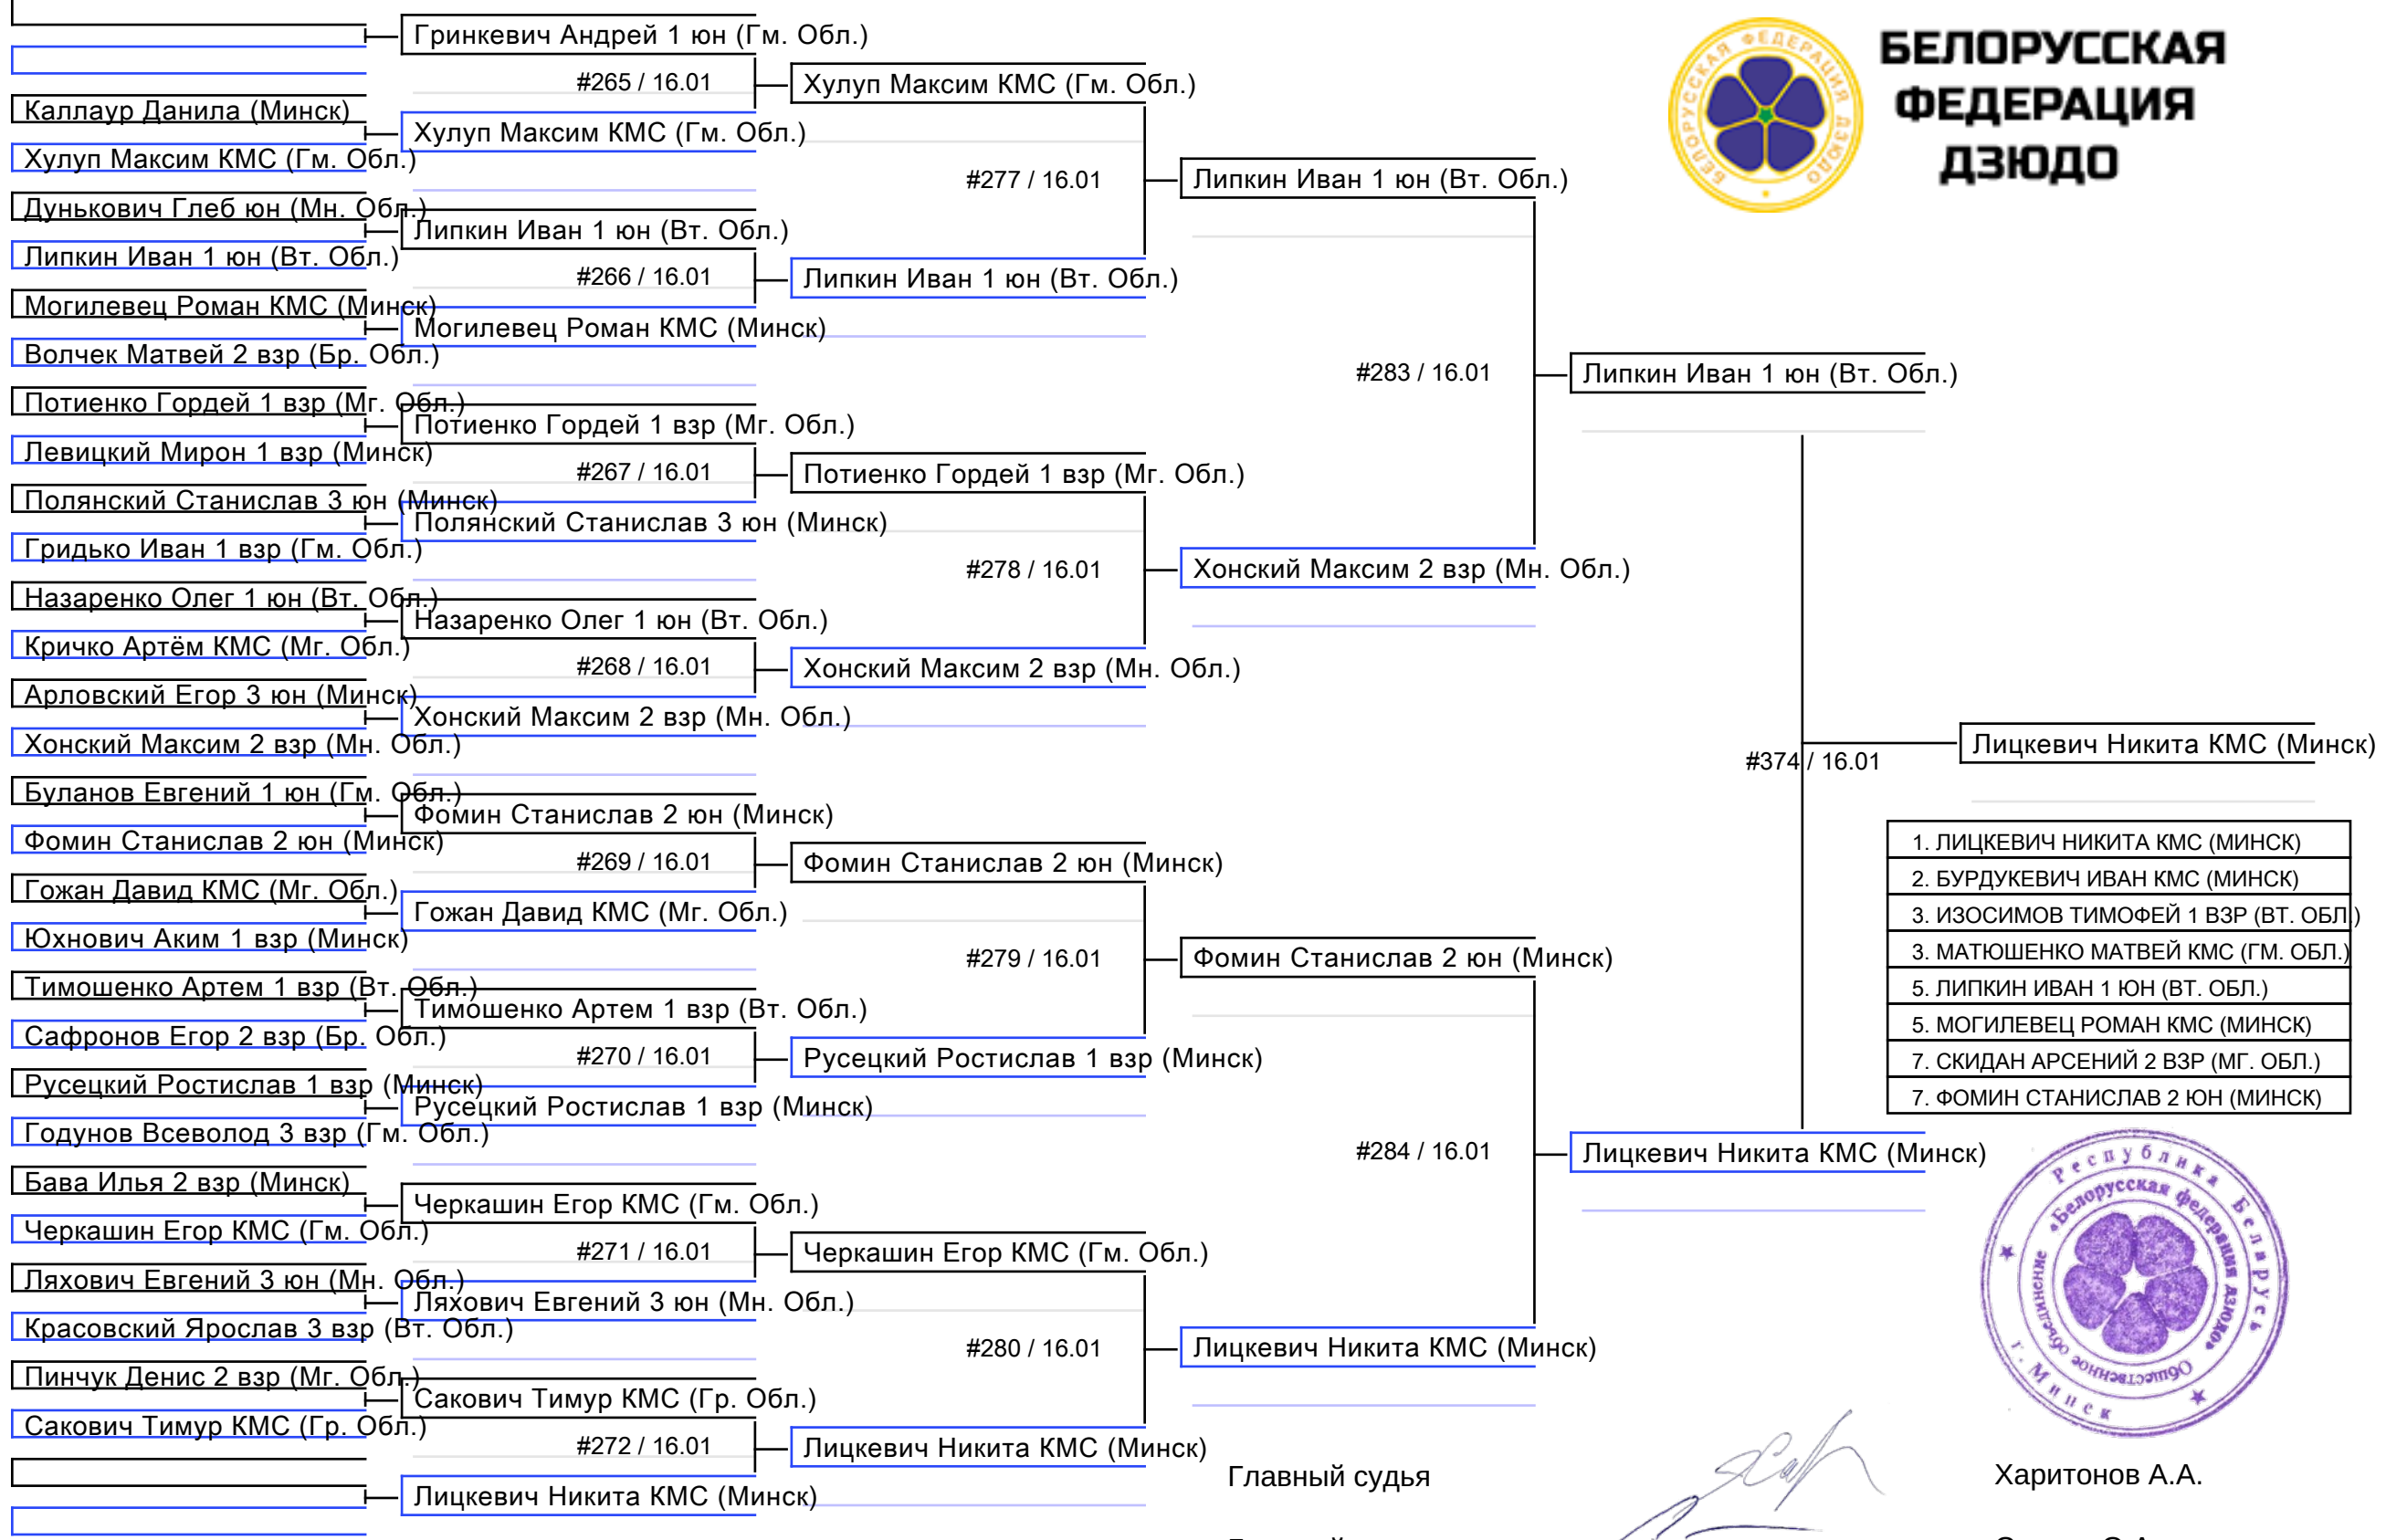 Каллаур Данила (Минск)
Хулуп Максим КМС (Гм. Обл.)
Дунькович Глеб юн (Мн. Обл.)
Липкин Иван 1 юн (Вт. Обл.)
Могилевец Роман КМС (Минск)
Волчек Матвей 2 взр (Бр. Обл.)
Потиенко Гордей 1 взр (Мг. Обл.)
Левицкий Мирон 1 взр (Минск)
Полянский Станислав 3 юн (Минск)
Гридько Иван 1 взр (Гм. Обл.)
Назаренко Олег 1 юн (Вт. Обл.)
Кричко Артём КМС (Мг. Обл.)
Арловский Егор 3 юн (Минск)
Хонский Максим 2 взр (Мн. Обл.)
Буланов Евгений 1 юн (Гм. Обл.)
Фомин Станислав 2 юн (Минск)
Гожан Давид КМС (Мг. Обл.)
Юхнович Аким 1 взр (Минск)
Тимошенко Артем 1 взр (Вт. Обл.)
Сафронов Егор 2 взр (Бр. Обл.)
Русецкий Ростислав 1 взр (Минск)
Годунов Всеволод 3 взр (Гм. Обл.)
Бава Илья 2 взр (Минск)
Черкашин Егор КМС (Гм. Обл.)
Ляхович Евгений 3 юн (Мн. Обл.)
Красовский Ярослав 3 взр (Вт. Обл.)
Пинчук Денис 2 взр (Мг. Обл.)
Сакович Тимур КМС (Гр. Обл.)
Гринкевич Андрей 1 юн (Гм. Обл.)
#265 / 16.01
Хулуп Максим КМС (Гм. Обл.)
Липкин Иван 1 юн (Вт. Обл.)
#266 / 16.01
Могилевец Роман КМС (Минск)
Потиенко Гордей 1 взр (Мг. Обл.)
#267 / 16.01
Полянский Станислав 3 юн (Минск)
Назаренко Олег 1 юн (Вт. Обл.)
#268 / 16.01
Хонский Максим 2 взр (Мн. Обл.)
Фомин Станислав 2 юн (Минск)
#269 / 16.01
Гожан Давид КМС (Мг. Обл.)
Тимошенко Артем 1 взр (Вт. Обл.)
#270 / 16.01
Русецкий Ростислав 1 взр (Минск)
Черкашин Егор КМС (Гм. Обл.)
#271 / 16.01
Ляхович Евгений 3 юн (Мн. Обл.)
Сакович Тимур КМС (Гр. Обл.)
#272 / 16.01
Лицкевич Никита КМС (Минск)
Хулуп Максим КМС (Гм. Обл.)
#277 / 16.01
Липкин Иван 1 юн (Вт. Обл.)
Потиенко Гордей 1 взр (Мг. Обл.)
#278 / 16.01
Хонский Максим 2 взр (Мн. Обл.)
Фомин Станислав 2 юн (Минск)
#279 / 16.01
Русецкий Ростислав 1 взр (Минск)
Черкашин Егор КМС (Гм. Обл.)
#280 / 16.01
Лицкевич Никита КМС (Минск)
Липкин Иван 1 юн (Вт. Обл.)
#283 / 16.01
Хонский Максим 2 взр (Мн. Обл.)
Фомин Станислав 2 юн (Минск)
#284 / 16.01
Лицкевич Никита КМС (Минск)
Липкин Иван 1 юн (Вт. Обл.)
#374 / 16.01
Лицкевич Никита КМС (Минск)
Лицкевич Никита КМС (Минск)
БЕЛОРУССКАЯ ФЕДЕРАЦИЯ ДЗЮДО
БЕЛОРУССКАЯ
ФЕДЕРАЦИЯ
ДЗЮДО
1. ЛИЦКЕВИЧ НИКИТА КМС (МИНСК)
2. БУРДУКЕВИЧ ИВАН КМС (МИНСК)
3. ИЗОСИМОВ ТИМОФЕЙ 1 ВЗР (ВТ. ОБЛ.)
3. МАТЮШЕНКО МАТВЕЙ КМС (ГМ. ОБЛ.)
5. ЛИПКИН ИВАН 1 ЮН (ВТ. ОБЛ.)
5. МОГИЛЕВЕЦ РОМАН КМС (МИНСК)
7. СКИДАН АРСЕНИЙ 2 ВЗР (МГ. ОБЛ.)
7. ФОМИН СТАНИСЛАВ 2 ЮН (МИНСК)
Республика Беларусь
г. Минск
Общественное объединение «Белорусская федерация дзюдо»
Главный судья
Харитонов А.А.